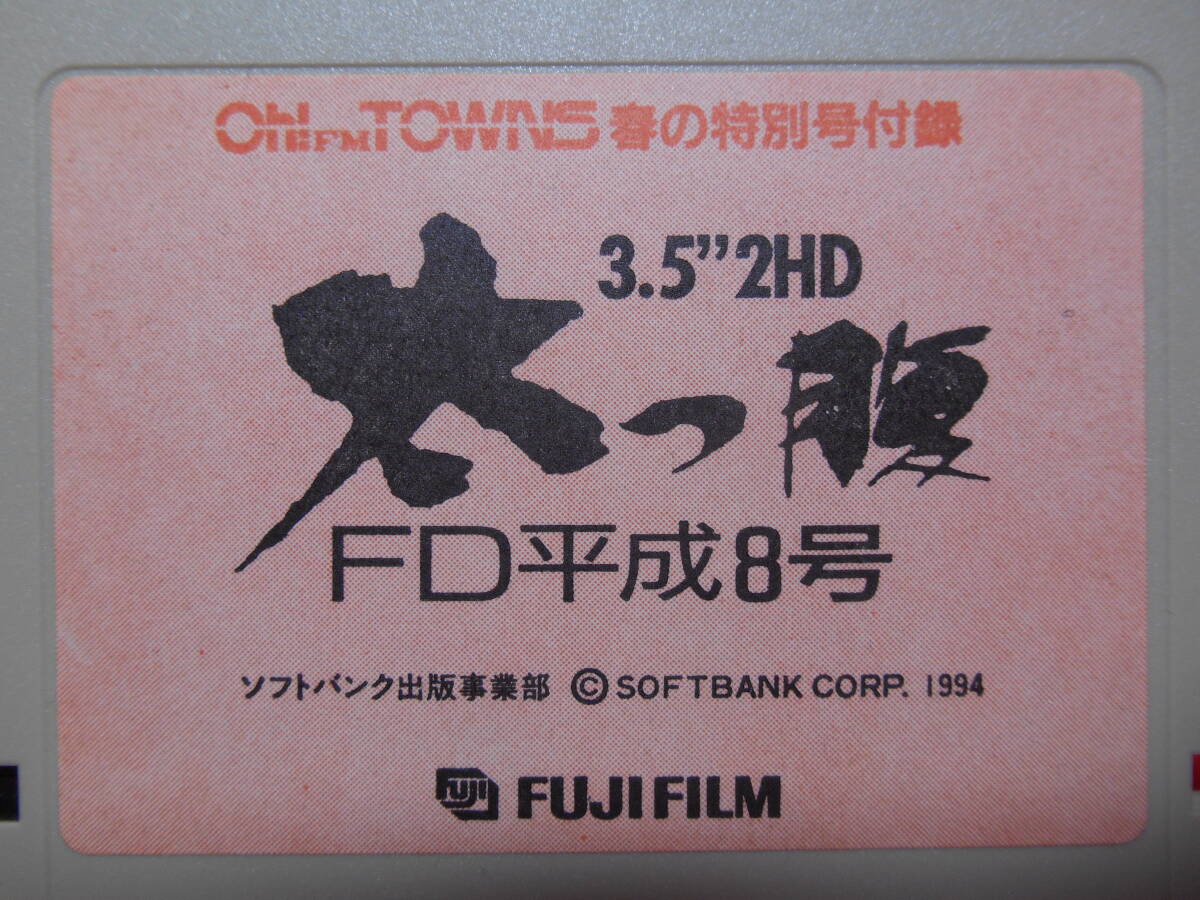 Oh!FM TOWNS 春の特別号付録
3.5”2HD
太っ腹
FD平成8号
ソフトバンク出版事業部 ©SOFTBANK CORP. 1994
FUJI FUJIFILM